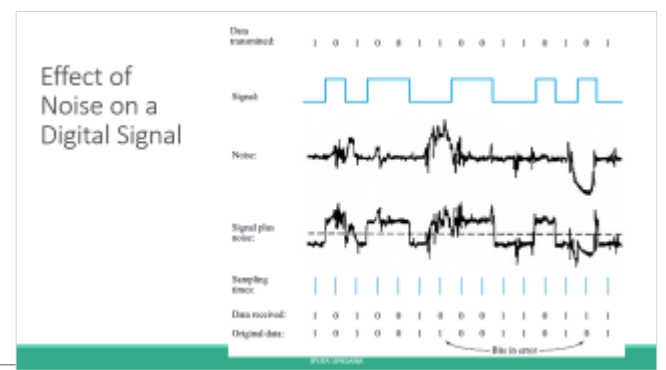 Effect of
Noise on a
Digital Signal
Data
transmitted: 1 0 1 0 0 1 1 0 0 1 1 0 1 0 1
Signal:
Noise:
Signal plus
noise:
Sampling
times:
Data received: 1 0 1 0 0 1 0 0 0 1 1 0 1 1 1
Original data: 1 0 1 0 0 1 1 0 0 1 1 0 1 0 1
Bits in error